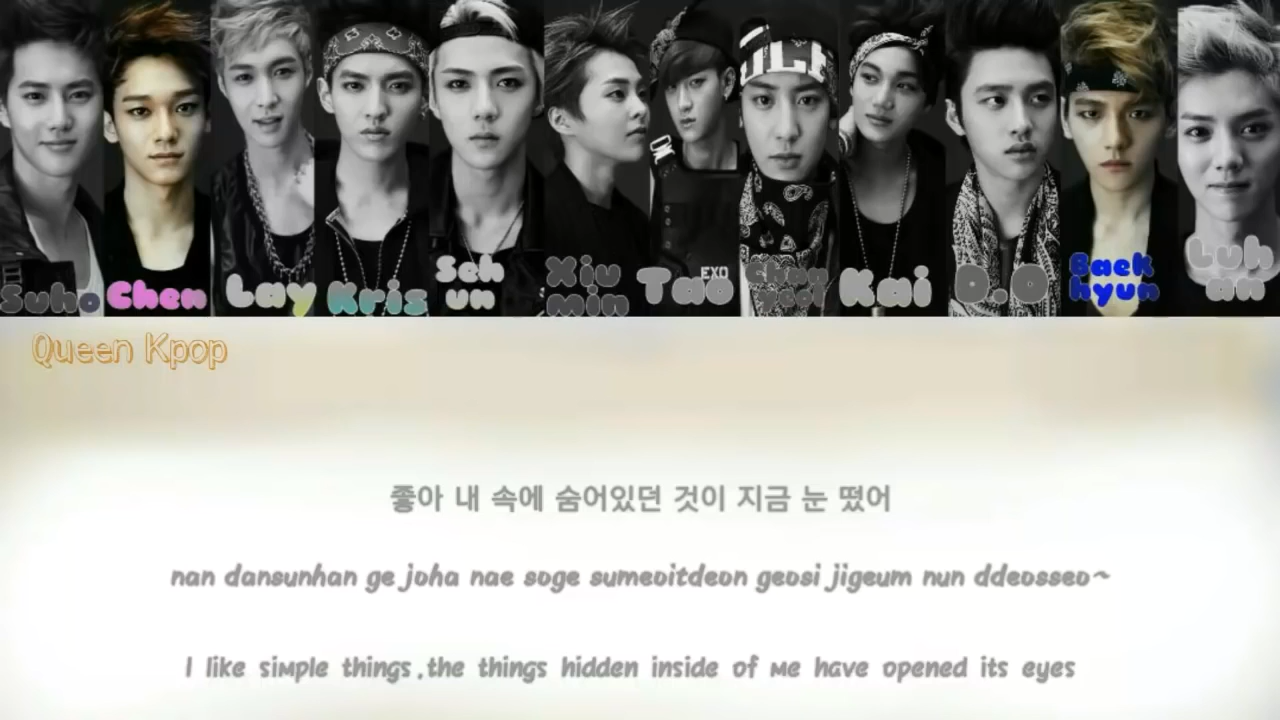 Suho Chen Lay Kris Seh un Xiu min Tao EXO Chan yeol Kai D.O Baek hyun Luh an
Queen Kpop
좋아 내 속에 숨어있던 것이 지금 눈 떴어
nan dansunhan ge joha nae soge sumeoitdeon geosi jigeum nun ddeosseo~
I like simple things,the things hidden inside of me have opened its eyes